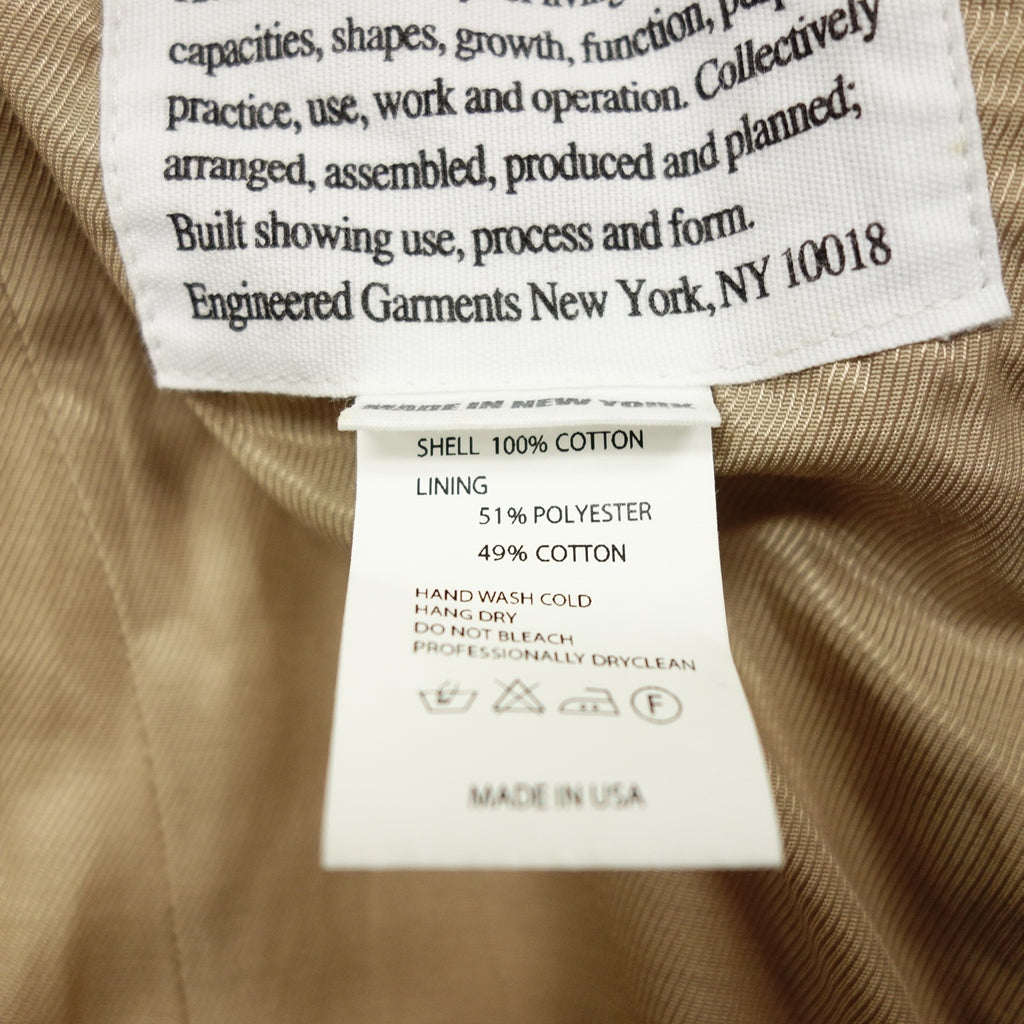 capacities, shapes, growth, function,
practice, use, work and operation. Collectively
arranged, assembled, produced and planned;
Built showing use, process and form.
Engineered Garments New York, NY 10018
MADE IN NEW YORK
SHELL 100% COTTON
LINING
51% POLYESTER
49% COTTON
HAND WASH COLD
HANG DRY
DO NOT BLEACH
PROFESSIONALLY DRYCLEAN
F
MADE IN USA